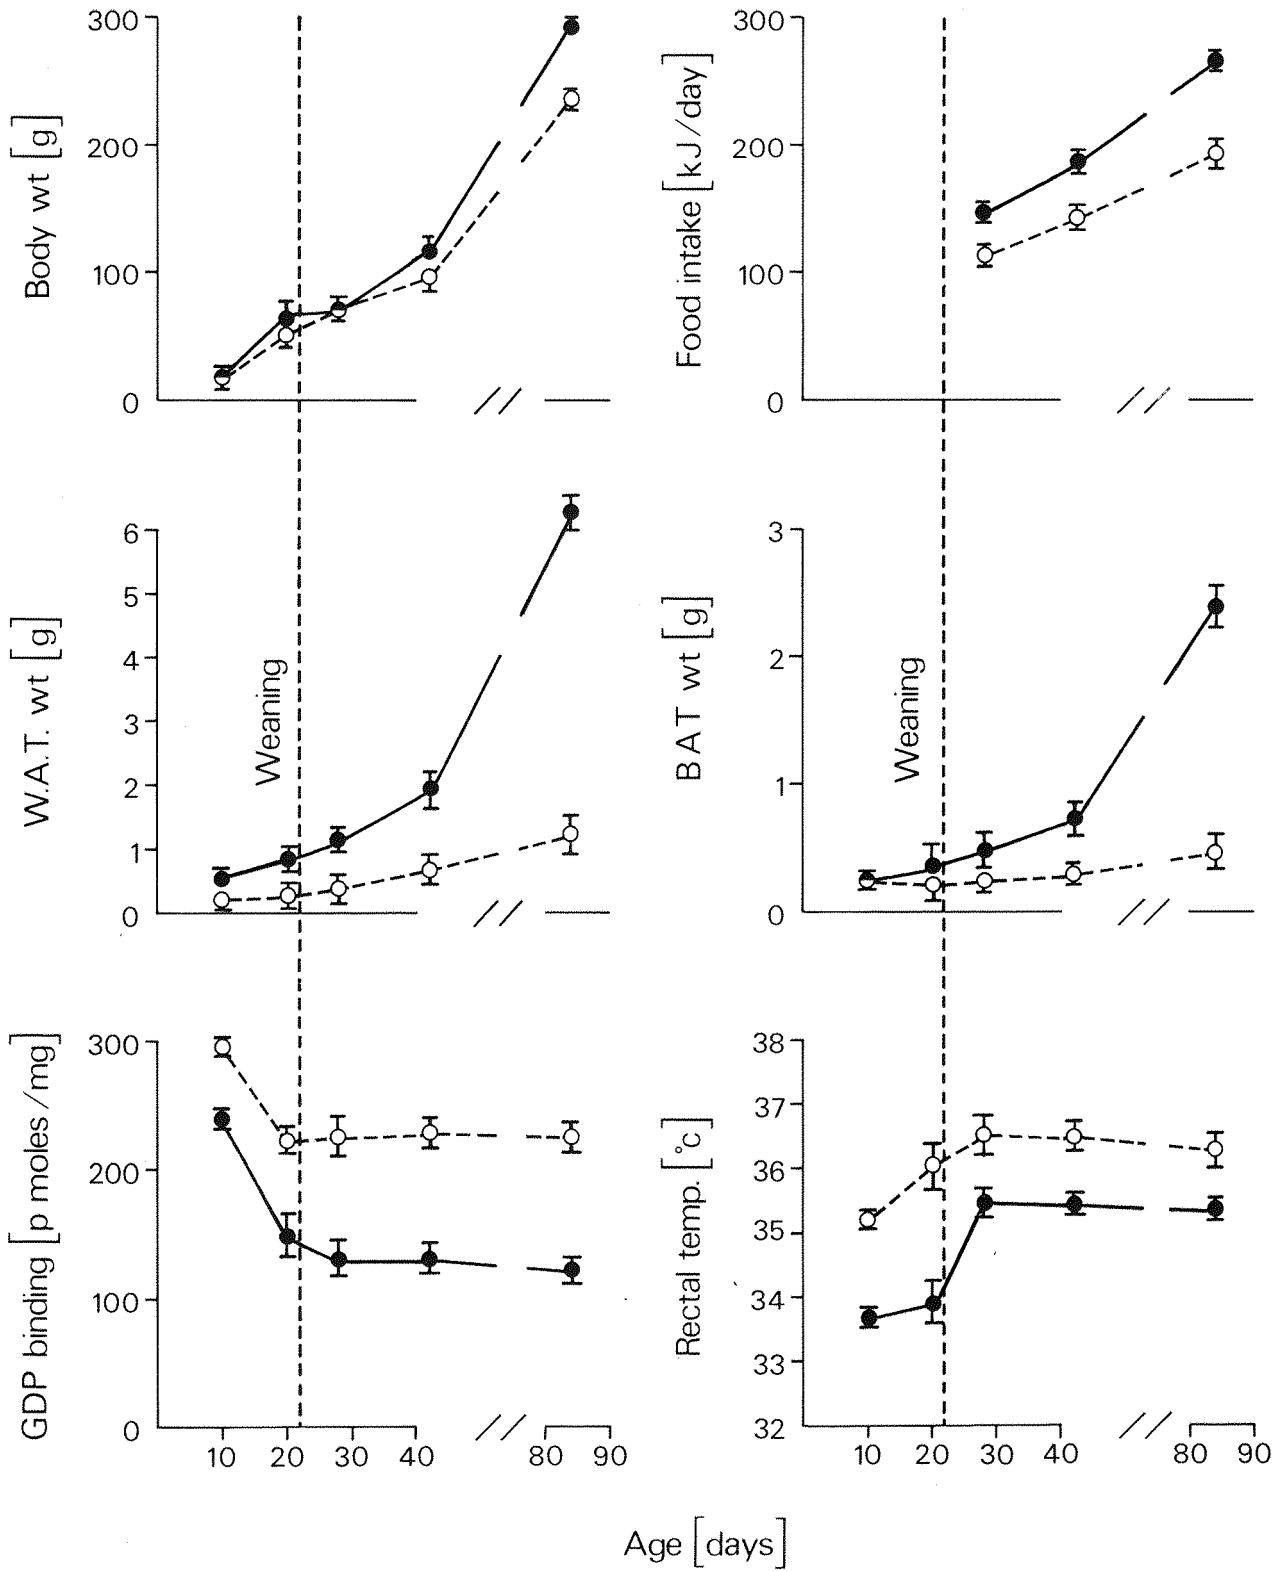 Body wt [g]
300
200
100
0
Food intake [kJ/day]
300
200
100
0
W.A.T. wt [g]
6
5
4
3
2
1
0
Weaning
BAT wt [g]
3
2
1
0
Weaning
GDP binding [p moles/mg]
300
200
100
0
10 20 30 40 80 90
Rectal temp. [°c]
38
37
36
35
34
33
32
10 20 30 40 80 90
Age [days]